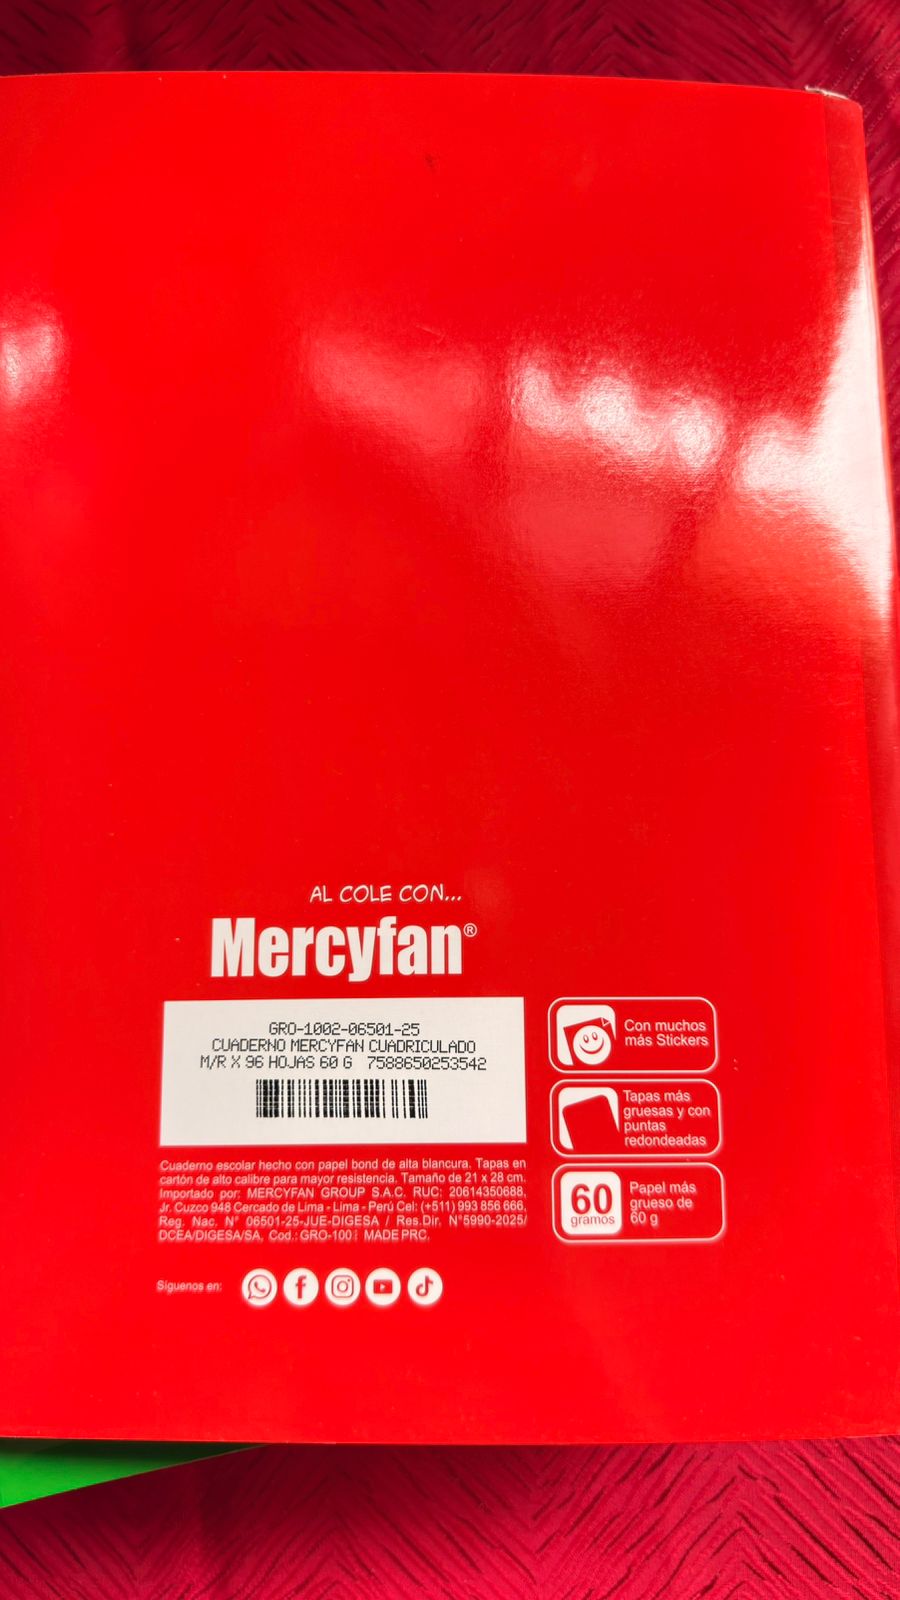 AL COLE CON...
Mercyfan®
GRO-1002-06501-25
CUADERNO MERCYFAN CUADRICULADO
M/R X 96 HOJAS 60 G 7588650253542
Con muchos
más Stickers
Tapas más
gruesas y con
puntas
redondeadas
60
gramos
Papel más
grueso de
60 g
Cuaderno escolar hecho con papel bond de alta blancura. Tapas en
cartón de alto calibre para mayor resistencia. Tamaño de 21 x 28 cm.
Importado por: MERCYFAN GROUP S.A.C. RUC: 20614350688,
Jr. Cuzco 948 Cercado de Lima - Lima - Perú Cel: (+511) 993 856 666,
Reg. Nac. N° 06501-25-JUE-DIGESA / Res.Dir. N°5990-2025/
DCEA/DIGESA/SA, Cod.: MADE PRC.
Síguenos en: